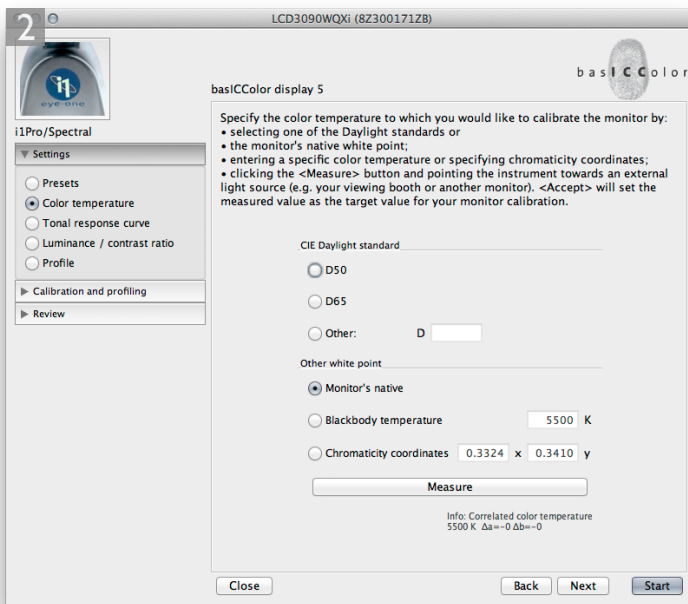 2
LCD3090WQXi (8Z300171ZB)
i1
eye-one
basICColor
basICColor display 5
i1Pro/Spectral
Settings
Presets
Color temperature
Tonal response curve
Luminance / contrast ratio
Profile
Calibration and profiling
Review
Specify the color temperature to which you would like to calibrate the monitor by:
• selecting one of the Daylight standards or
• the monitor's native white point;
• entering a specific color temperature or specifying chromaticity coordinates;
• clicking the <Measure> button and pointing the instrument towards an external
light source (e.g. your viewing booth or another monitor). <Accept> will set the
measured value as the target value for your monitor calibration.
CIE Daylight standard
D50
D65
Other: D
Other white point
Monitor's native
Blackbody temperature 5500 K
Chromaticity coordinates 0.3324 x 0.3410 y
Measure
Info: Correlated color temperature
5500 K Δa=-0 Δb=-0
Close Back Next Start